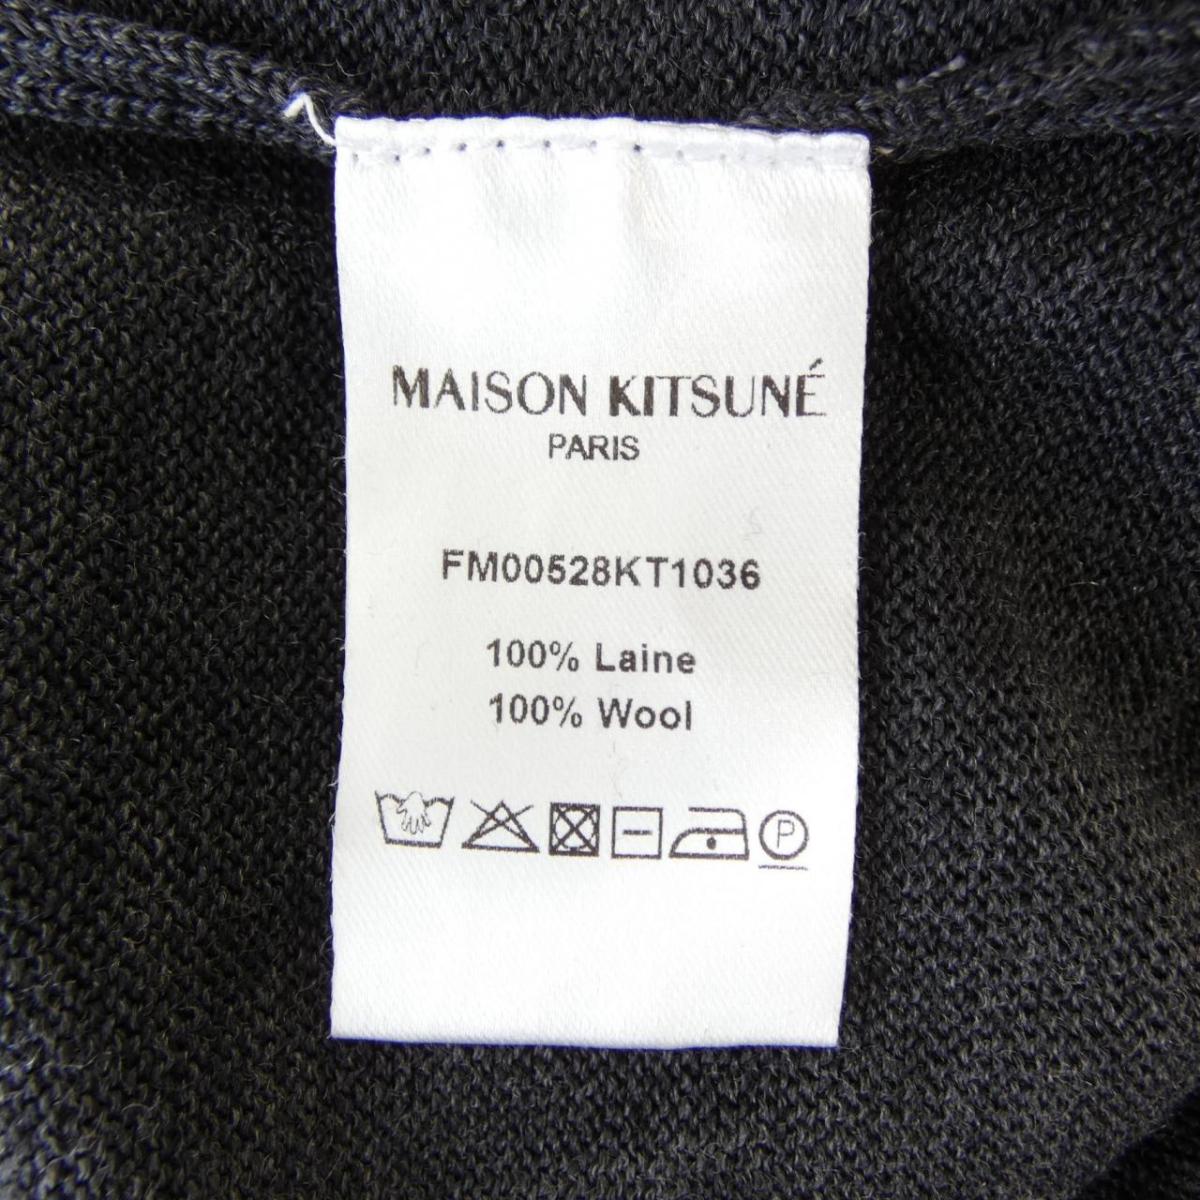 MAISON KITSUNÉ
PARIS
FM00528KT1036
100% Laine
100% Wool
P